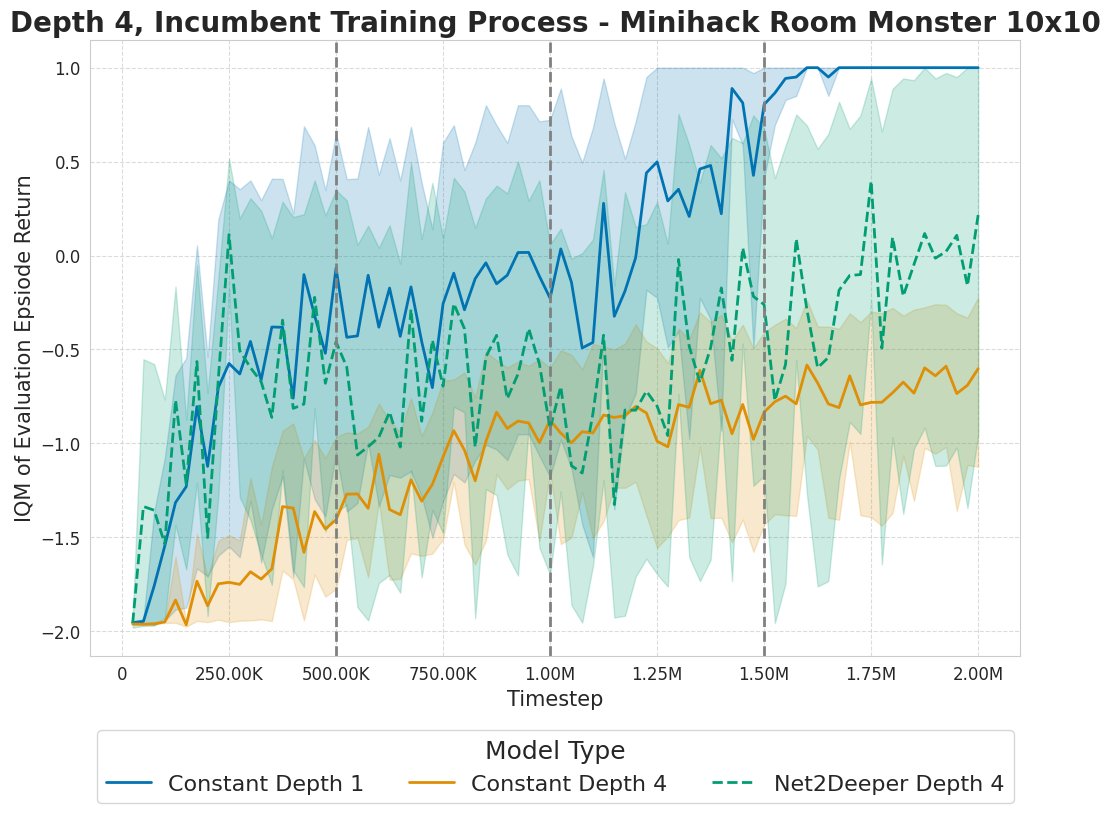 Depth 4, Incumbent Training Process - Minihack Room Monster 10x10
IQM of Evaluation Epsiode Return
1.0
0.5
0.0
−0.5
−1.0
−1.5
−2.0
0
250.00K
500.00K
750.00K
1.00M
1.25M
1.50M
1.75M
2.00M
Timestep
Model Type
Constant Depth 1
Constant Depth 4
Net2Deeper Depth 4